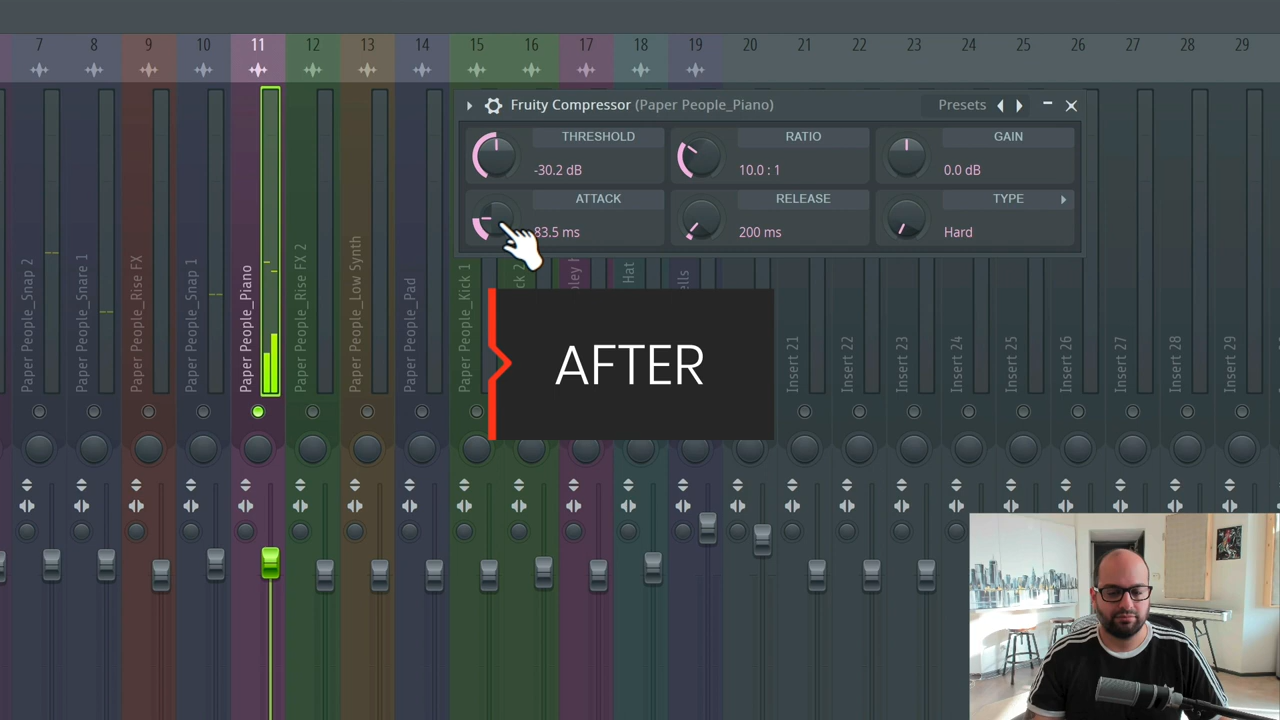 7 8 9 10 11 12 13 14 15 16 17 18 19 20 21 22 23 24 25 26 27 28 29
Fruity Compressor (Paper People_Piano)
Presets
THRESHOLD
-30.2 dB
RATIO
10.0 : 1
GAIN
0.0 dB
ATTACK
83.5 ms
RELEASE
200 ms
TYPE
Hard
Paper People_Snap 2
Paper People_Snare 1
Paper People_Rise FX
Paper People_Snap 1
Paper People_Piano
Paper People_Rise FX 2
Paper People_Low Synth
Paper People_Pad
Paper People_Kick 1
Hat
Insert 21
Insert 22
Insert 23
Insert 24
Insert 25
Insert 26
Insert 27
Insert 28
Insert 29
AFTER